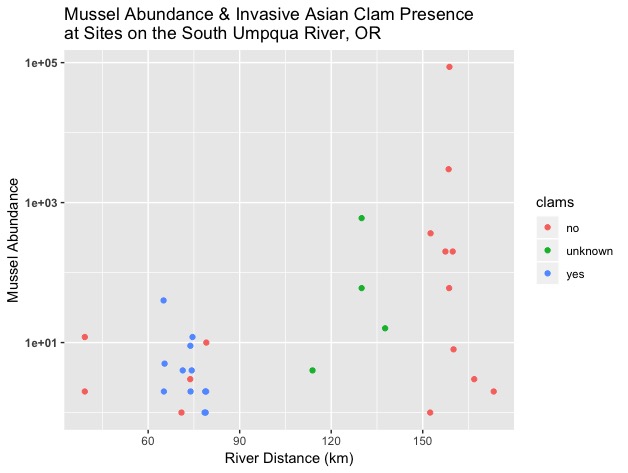 Mussel Abundance & Invasive Asian Clam Presence
at Sites on the South Umpqua River, OR
1e+05
1e+03
1e+01
Mussel Abundance
60 90 120 150
River Distance (km)
clams
no
unknown
yes